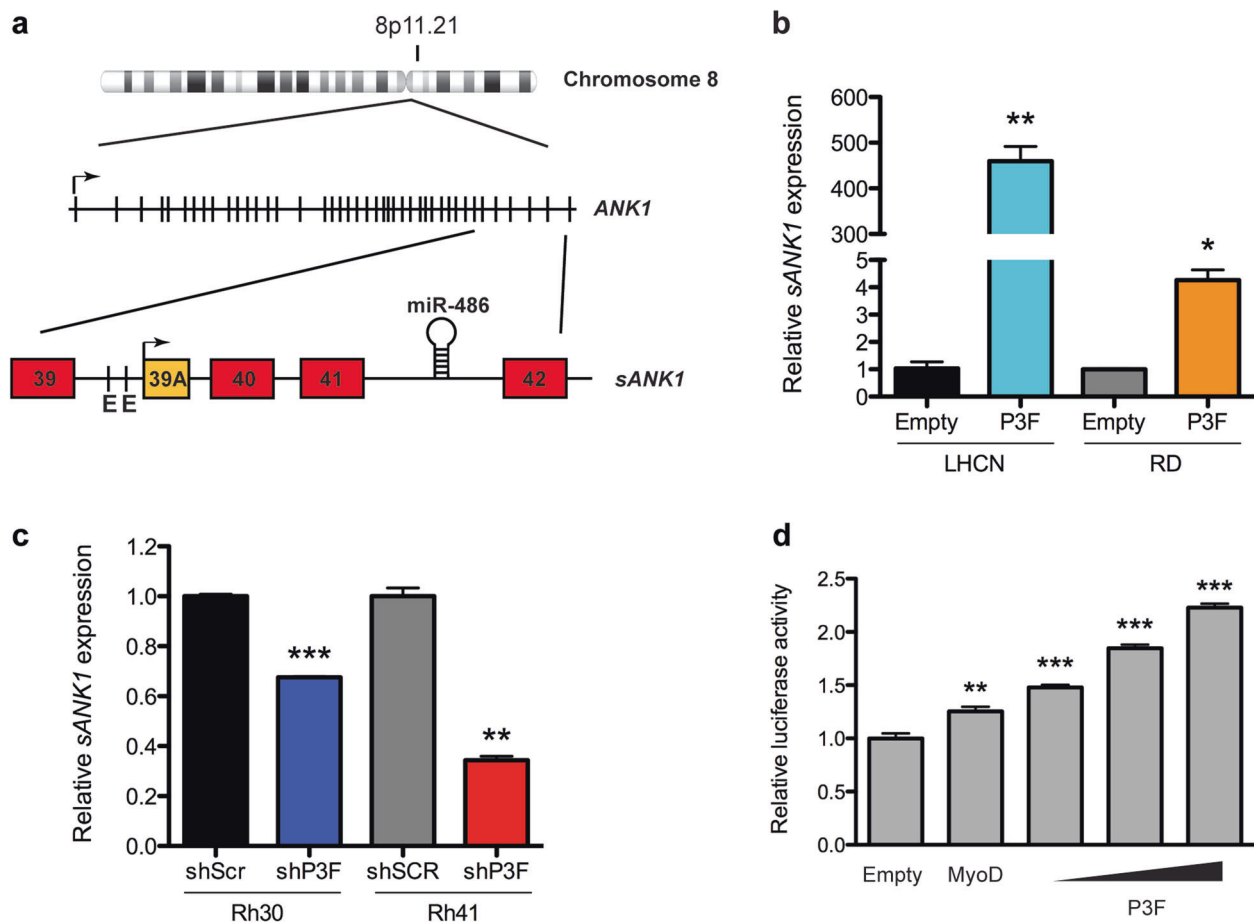 a
8p11.21
Chromosome 8
ANK1
miR-486
39
E E
39A
40
41
42
sANK1
b
Relative sANK1 expression
600
500
400
300
5
4
3
2
1
0
**
*
Empty P3F Empty P3F
LHCN RD
c
Relative sANK1 expression
1.2
1.0
0.8
0.6
0.4
0.2
0.0
***
**
shScr shP3F shSCR shP3F
Rh30 Rh41
d
Relative luciferase activity
2.5
2.0
1.5
1.0
0.5
0.0
**
***
***
***
Empty MyoD
P3F